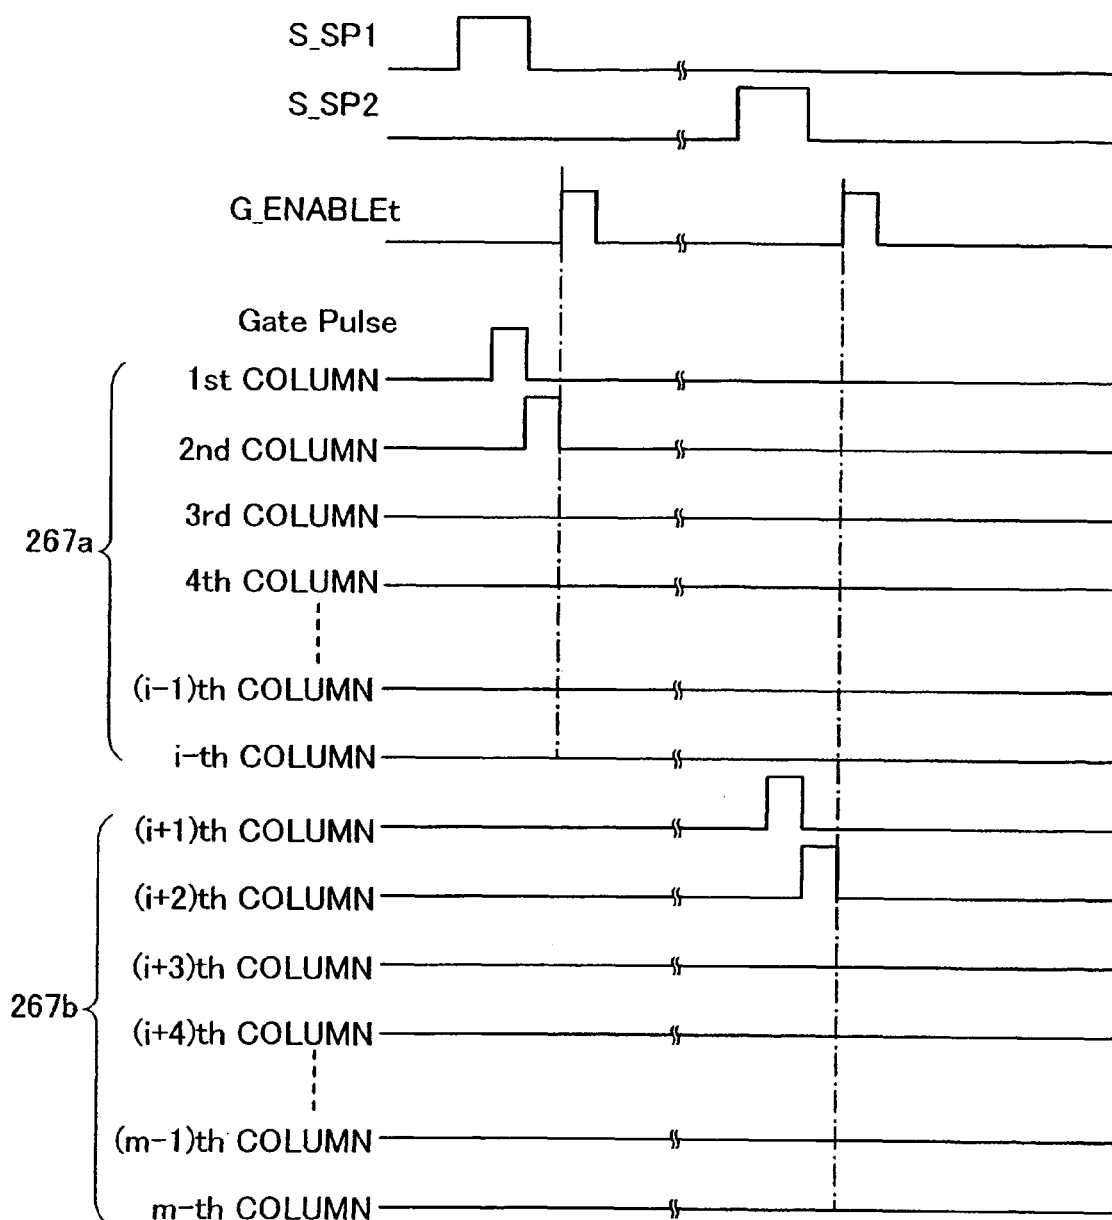 S_SP1
S_SP2
G_ENABLEt
Gate Pulse
1st COLUMN
2nd COLUMN
3rd COLUMN
267a
4th COLUMN
(i-1)th COLUMN
i-th COLUMN
(i+1)th COLUMN
(i+2)th COLUMN
(i+3)th COLUMN
267b
(i+4)th COLUMN
(m-1)th COLUMN
m-th COLUMN